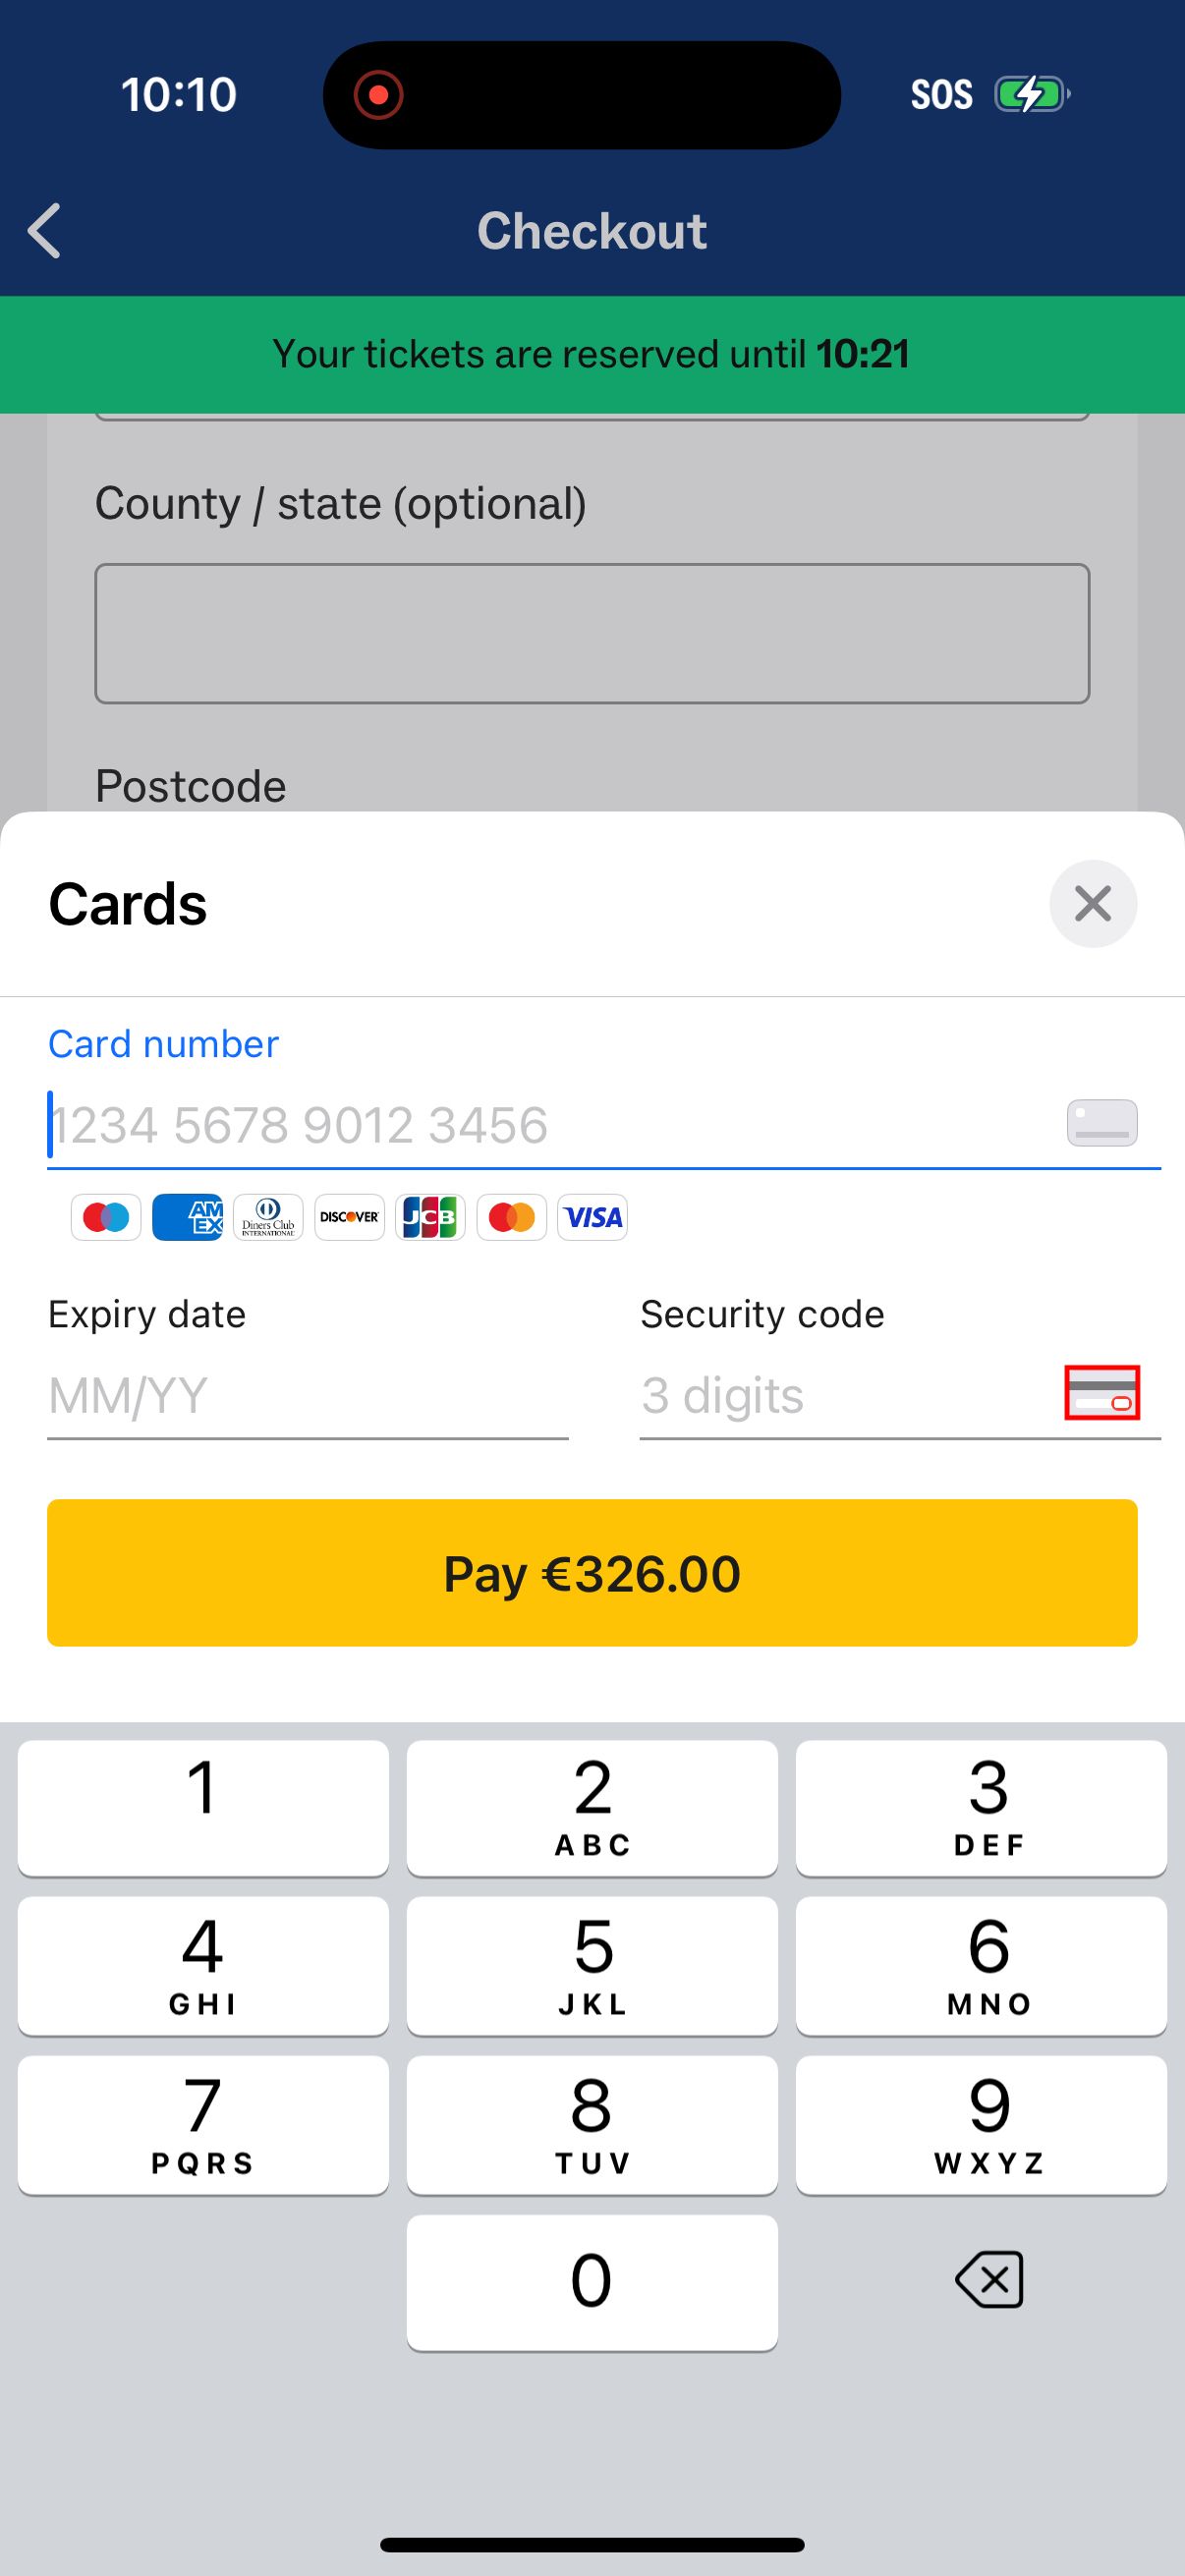 10:10 SOS
Checkout
Your tickets are reserved until 10:21
County / state (optional)
Postcode
Cards
Card number
1234 5678 9012 3456
AM EX Diners Club INTERNATIONAL DISCOVER JCB VISA
Expiry date Security code
MM/YY 3 digits
Pay €326.00
1 2 3
ABC DEF
4 5 6
GHI JKL MNO
7 8 9
PQRS TUV WXYZ
0